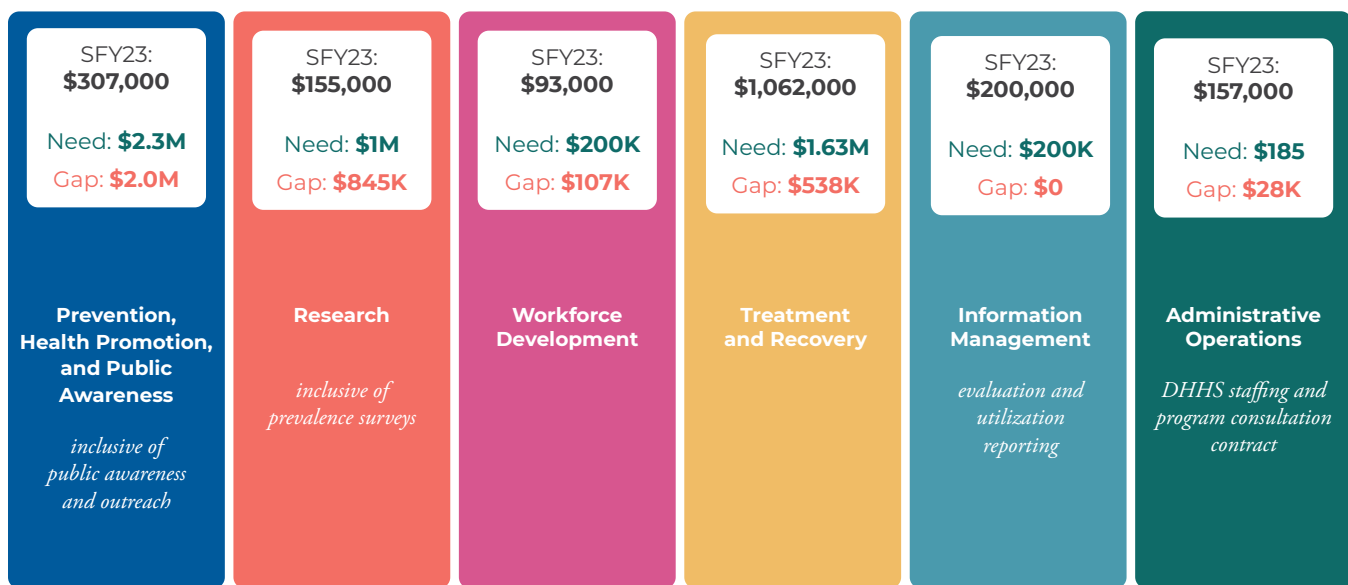 SFY23:
$307,000
Need: $2.3M
Gap: $2.0M
Prevention,
Health Promotion,
and Public
Awareness
inclusive of
public awareness
and outreach
SFY23:
$155,000
Need: $1M
Gap: $845K
Research
inclusive of
prevalence surveys
SFY23:
$93,000
Need: $200K
Gap: $107K
Workforce
Development
SFY23:
$1,062,000
Need: $1.63M
Gap: $538K
Treatment
and Recovery
SFY23:
$200,000
Need: $200K
Gap: $0
Information
Management
evaluation and
utilization
reporting
SFY23:
$157,000
Need: $185
Gap: $28K
Administrative
Operations
DHHS staffing and
program consultation
contract